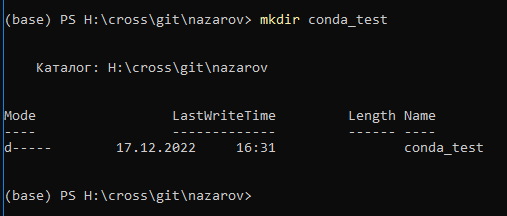 (base) PS H:\cross\git\nazarov> mkdir conda_test
Каталог: H:\cross\git\nazarov
Mode                 LastWriteTime         Length Name
----                 -------------         ------ ----
d-----        17.12.2022     16:31                conda_test
(base) PS H:\cross\git\nazarov>